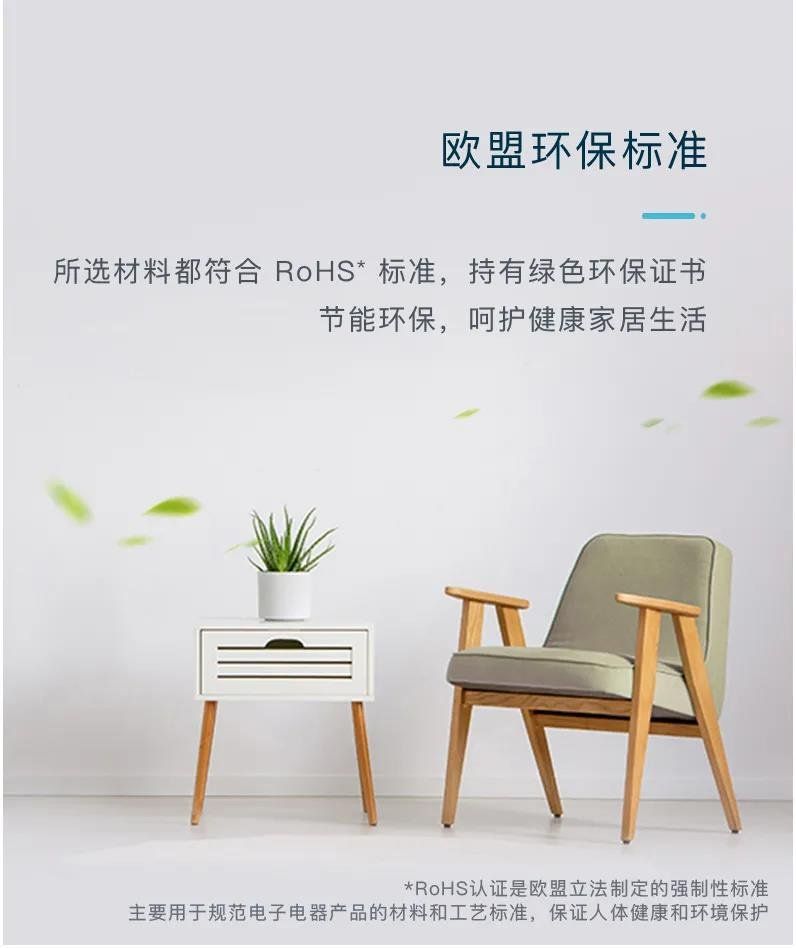 欧盟环保标准
所选材料都符合 RoHS* 标准，持有绿色环保证书
节能环保，呵护健康家居生活
*RoHS认证是欧盟立法制定的强制性标准
主要用于规范电子电器产品的材料和工艺标准，保证人体健康和环境保护